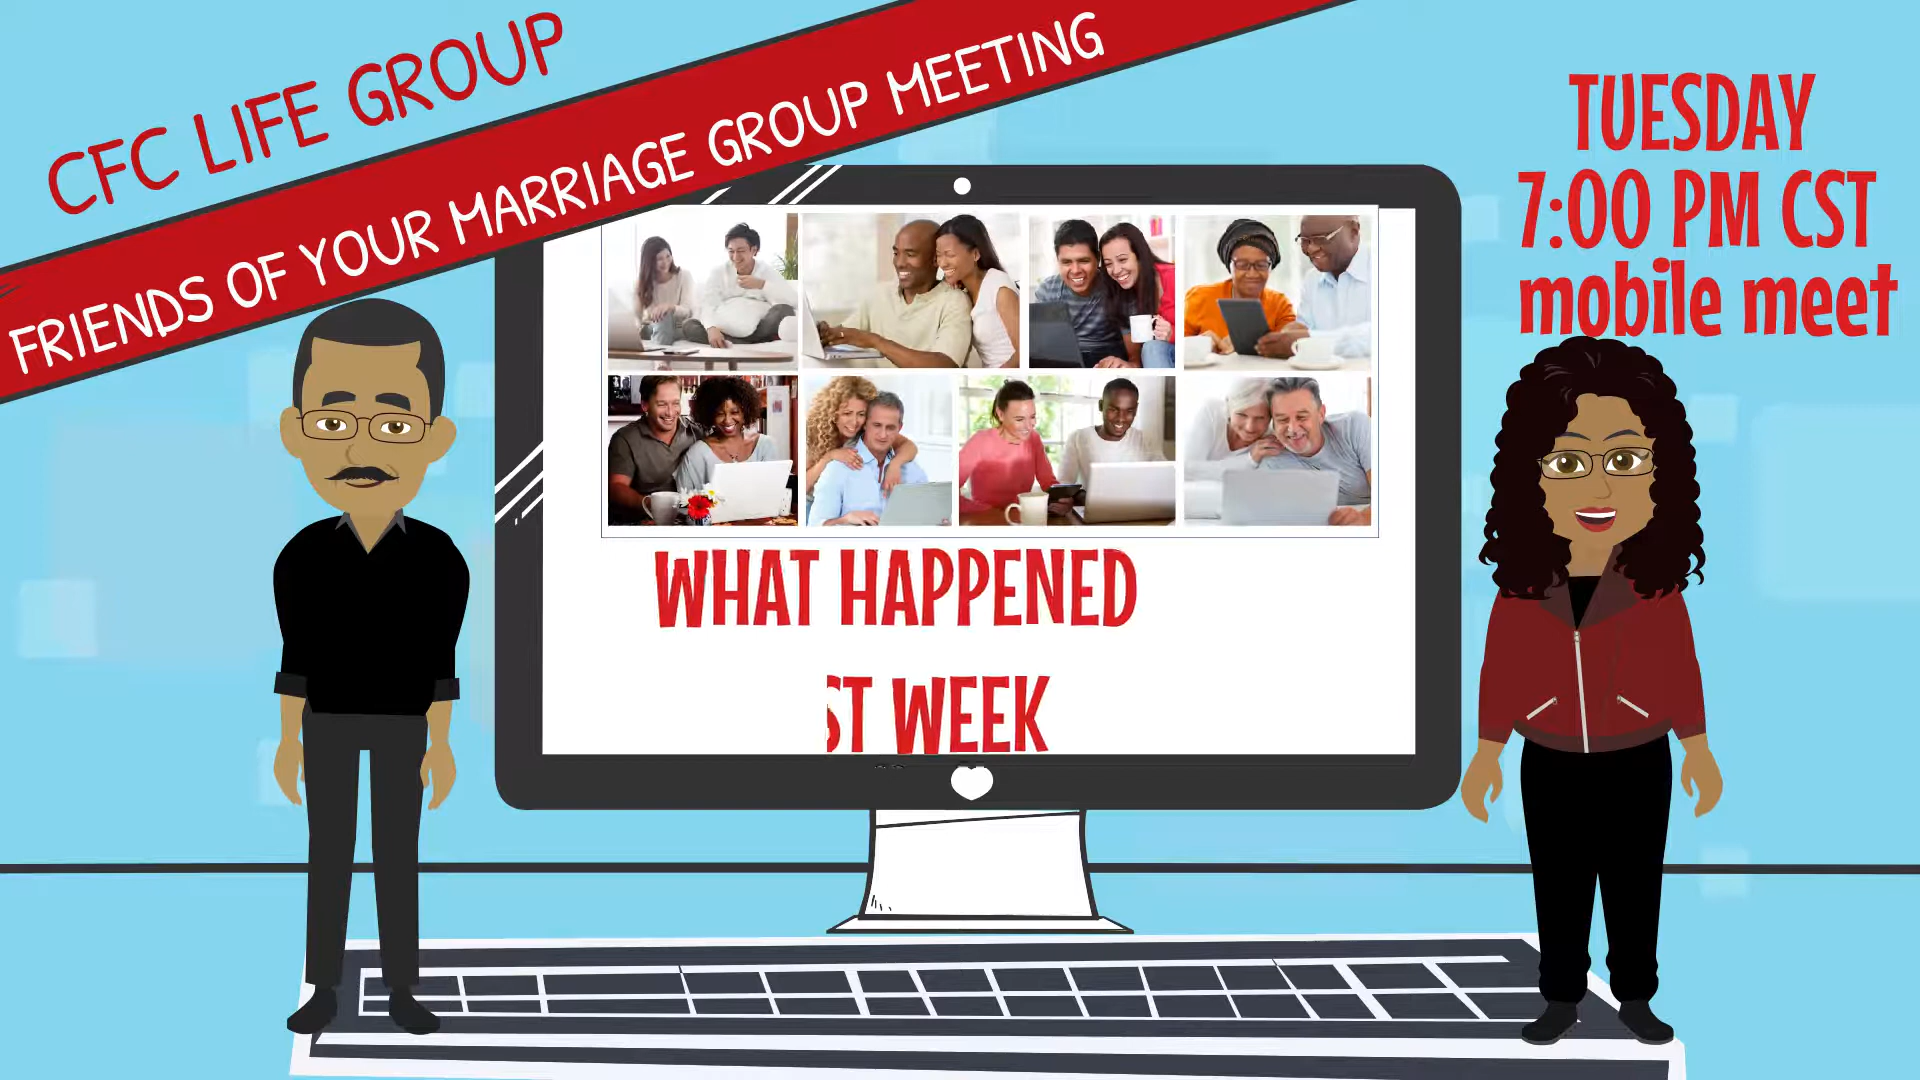 CFC LIFE GROUP
FRIENDS OF YOUR MARRIAGE GROUP MEETING
TUESDAY
7:00 PM CST
mobile meet
WHAT HAPPENED
ST WEEK